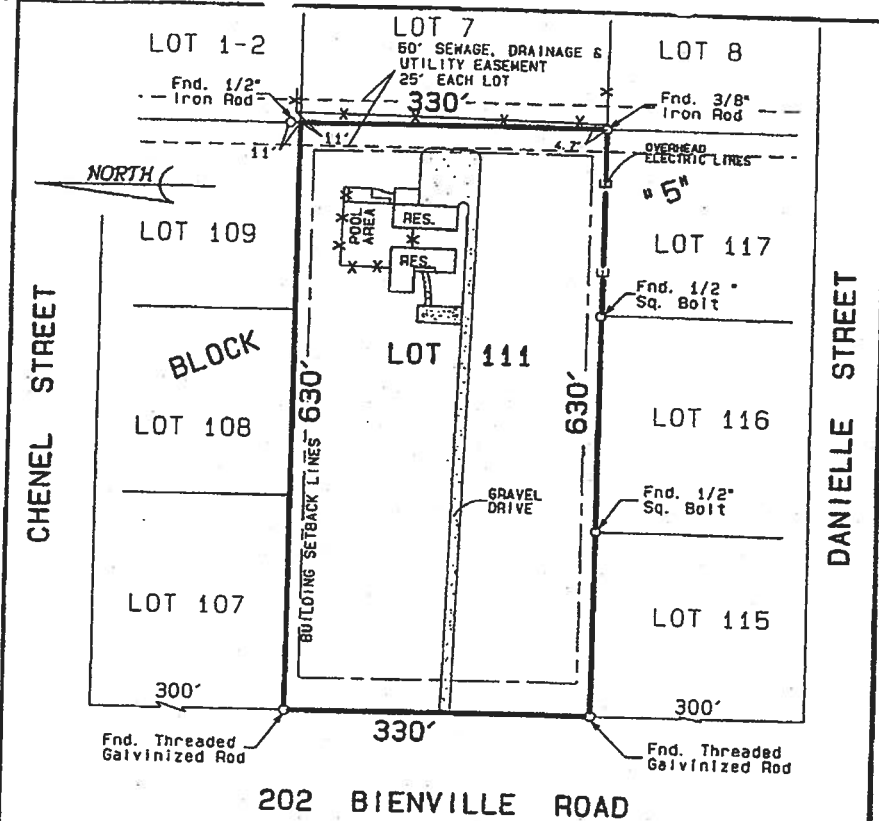 LOT 1-2
LOT 7
LOT 8
50' SEWAGE, DRAINAGE &
UTILITY EASEMENT
25' EACH LOT
330'
Fnd. 1/2"
Iron Rod
Fnd. 3/8"
Iron Rod
11'
11'
4.7'
OVERHEAD
ELECTRIC LINES
NORTH
"5"
POOL
AREA
RES.
RES.
LOT 109
LOT 117
Fnd. 1/2 "
Sq. Bolt
CHENEL STREET
BLOCK
LOT 111
630'
630'
DANIELLE STREET
LOT 108
LOT 116
BUILDING SETBACK LINES
GRAVEL
DRIVE
Fnd. 1/2"
Sq. Bolt
LOT 107
LOT 115
300'
300'
330'
Fnd. Threaded
Galvinized Rod
Fnd. Threaded
Galvinized Rod
202 BIENVILLE ROAD